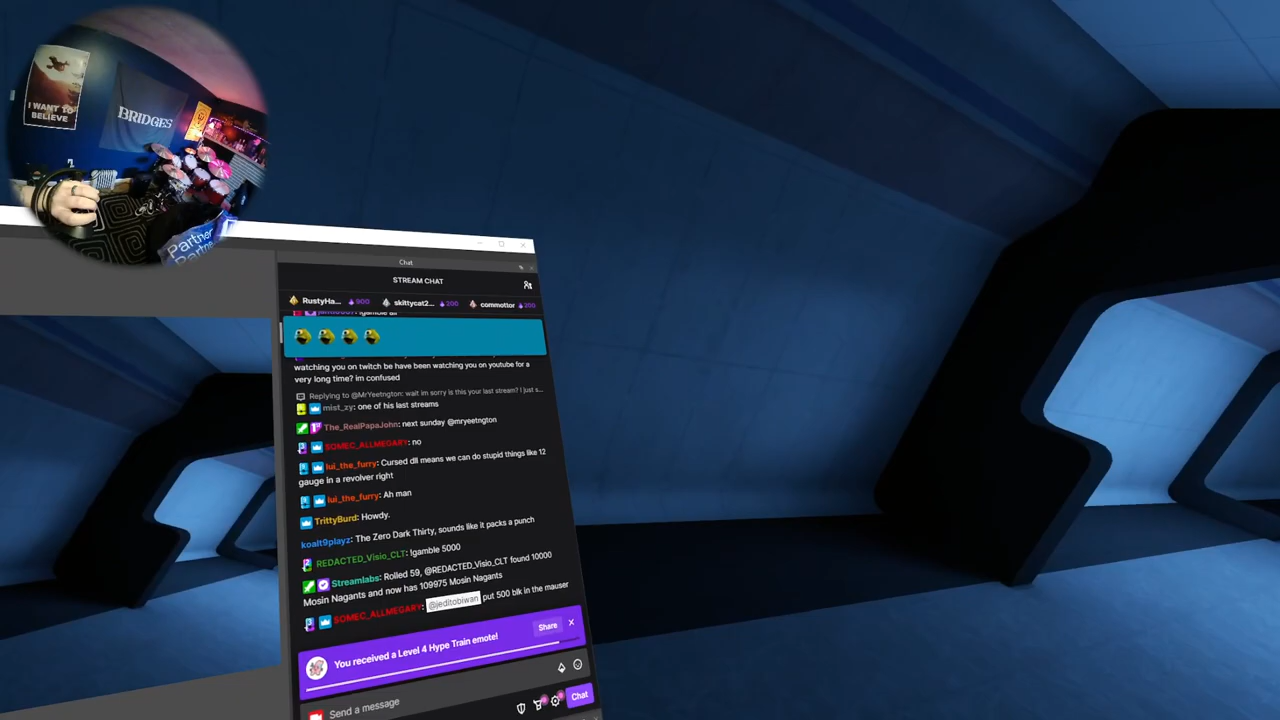 I WANT TO
BELIEVE
BRIDGES
Partner
Partne
Chat
STREAM CHAT
RustyHa... 900 skittycat2... 200 commottor 200
watching you on twitch be have been watching you on youtube for a
very long time? im confused
Replying to @MrYeetngton: wait im sorry is this your last stream? I just s...
mist_zy: one of his last streams
The_RealPapaJohn: next sunday @mryeetngton
SOMEC_ALLMEGARY: no
lui_the_furry: Cursed dll means we can do stupid things like 12
gauge in a revolver right
lui_the_furry: Ah man
TrittyBurd: Howdy.
koalt9playz: The Zero Dark Thirty, sounds like it packs a punch
REDACTED_Visio_CLT: !gamble 5000
Streamlabs: Rolled 59, @REDACTED_Visio_CLT found 10000
Mosin Nagants and now has 109975 Mosin Nagants
SOMEC_ALLMEGARY: @jeditobiwan put 500 blk in the mauser
You received a Level 4 Hype Train emote!
Share
Send a message
Chat